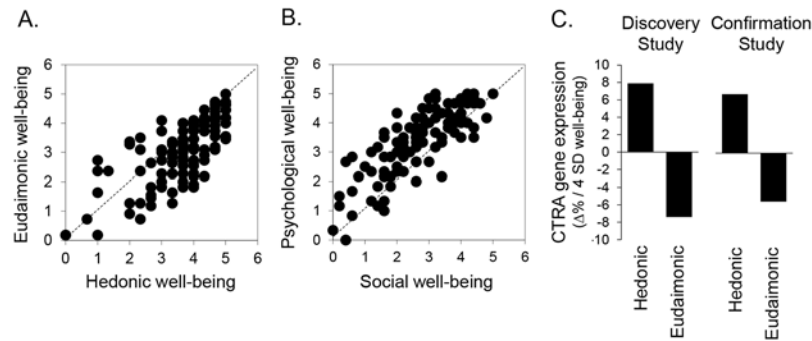 A.
Eudaimonic well-being
6
5
4
3
2
1
0
0 1 2 3 4 5 6
Hedonic well-being
B.
Psychological well-being
6
5
4
3
2
1
0
0 1 2 3 4 5 6
Social well-being
C.
Discovery
Study
Confirmation
Study
CTRA gene expression
(Δ% / 4 SD well-being)
10
8
6
4
2
0
-2
-4
-6
-8
-10
Hedonic
Eudaimonic
Hedonic
Eudaimonic